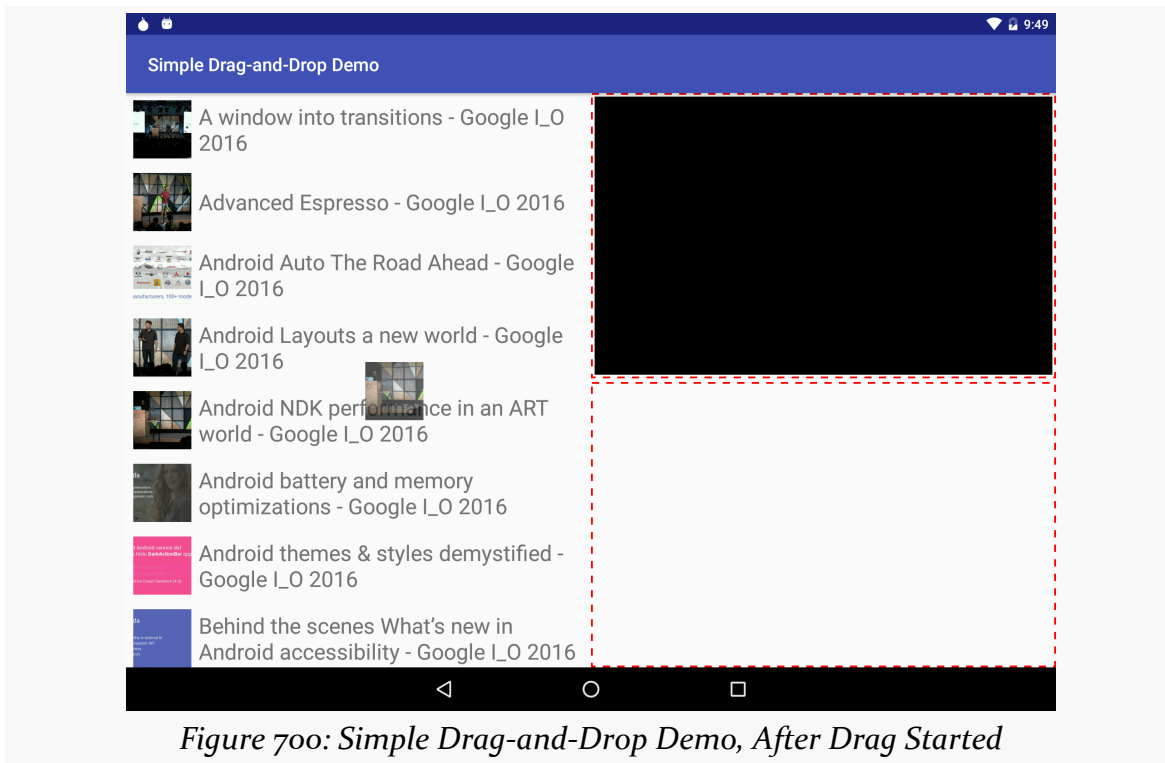 9:49
Simple Drag-and-Drop Demo
A window into transitions - Google I_O
2016
Advanced Espresso - Google I_O 2016
Android Auto The Road Ahead - Google
I_O 2016
anufacturers, 100+ mode
Android Layouts a new world - Google
I_O 2016
Android NDK performance in an ART
world - Google I_O 2016
Android battery and memory
optimizations - Google I_O 2016
Android themes & styles demystified -
Google I_O 2016
Behind the scenes What's new in
Android accessibility - Google I_O 2016
Figure 700: Simple Drag-and-Drop Demo, After Drag Started